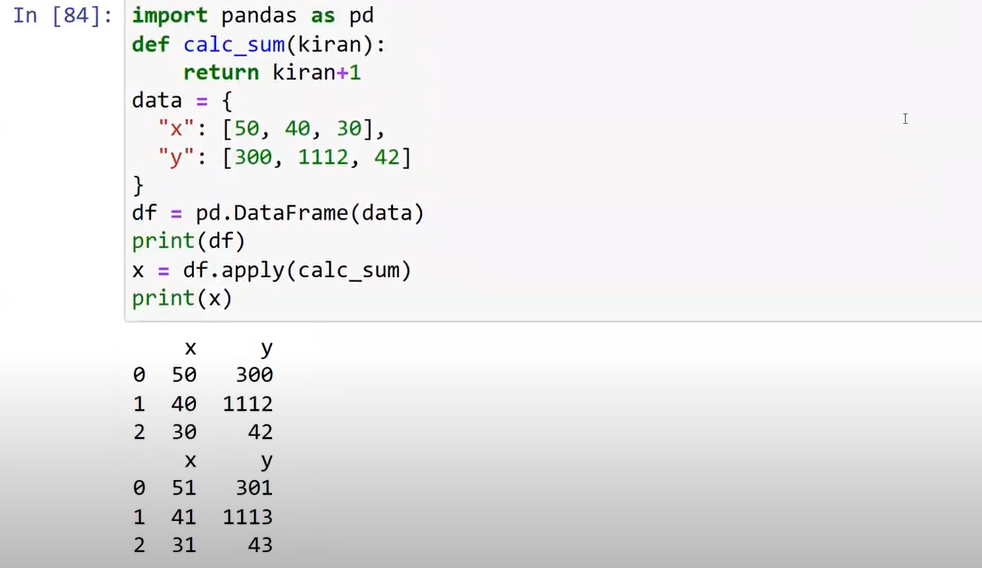 In [84]:
import pandas as pd
def calc_sum(kiran):
    return kiran+1
data = {
  "x": [50, 40, 30],
  "y": [300, 1112, 42]
}
df = pd.DataFrame(data)
print(df)
x = df.apply(calc_sum)
print(x)
    x     y
0  50   300
1  40  1112
2  30    42
    x     y
0  51   301
1  41  1113
2  31    43